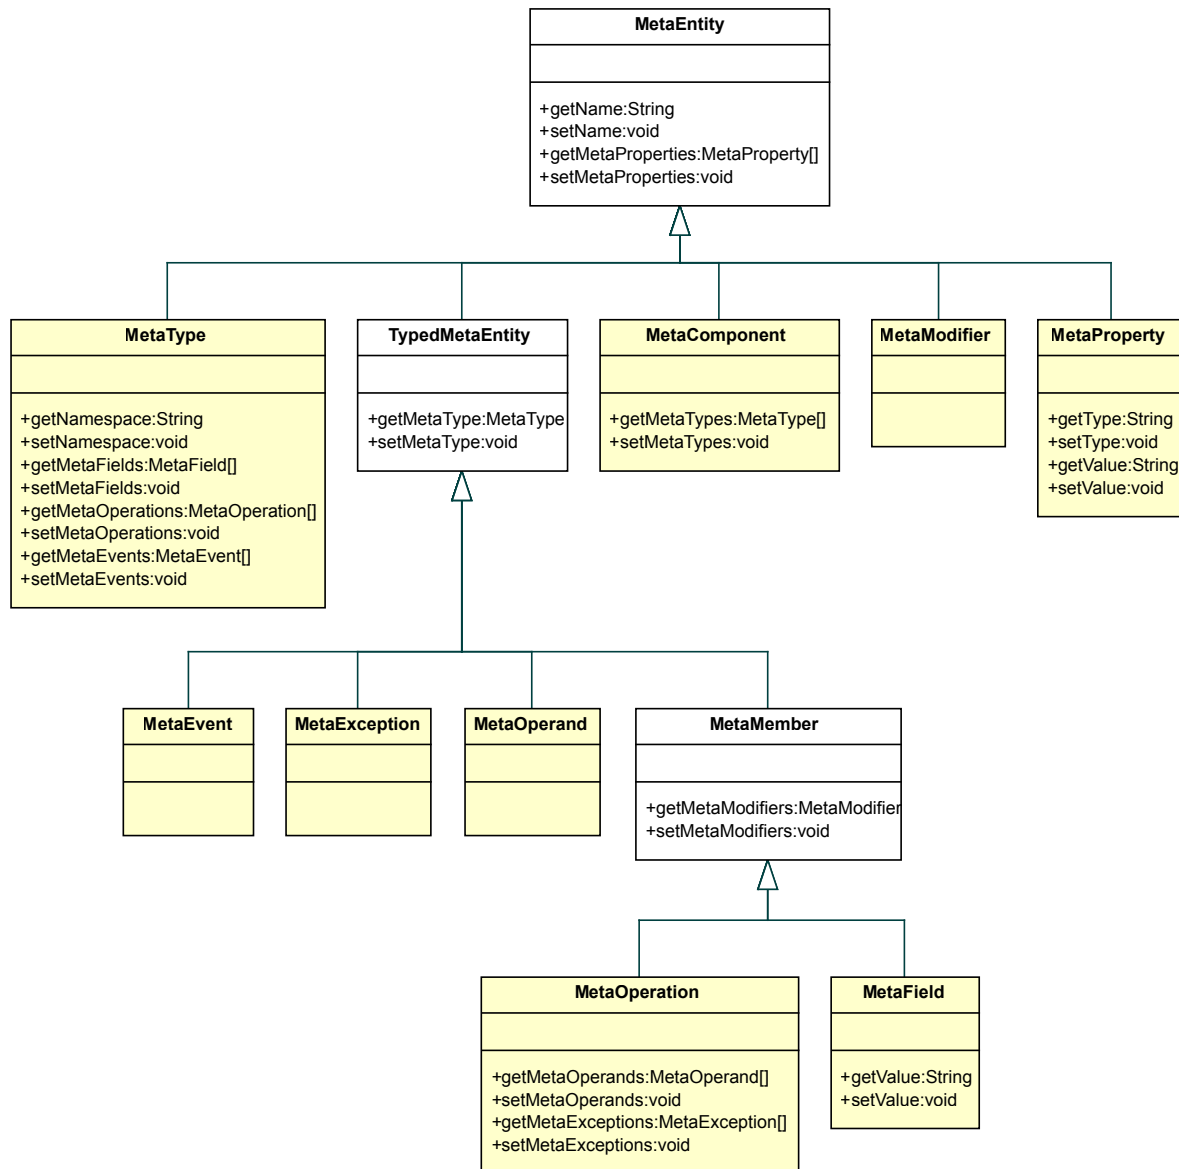 MetaEntity
+getName:String
+setName:void
+getMetaProperties:MetaProperty[]
+setMetaProperties:void
MetaType
+getNamespace:String
+setNamespace:void
+getMetaFields:MetaField[]
+setMetaFields:void
+getMetaOperations:MetaOperation[]
+setMetaOperations:void
+getMetaEvents:MetaEvent[]
+setMetaEvents:void
TypedMetaEntity
+getMetaType:MetaType
+setMetaType:void
MetaComponent
+getMetaTypes:MetaType[]
+setMetaTypes:void
MetaModifier
MetaProperty
+getType:String
+setType:void
+getValue:String
+setValue:void
MetaEvent
MetaException
MetaOperand
MetaMember
+getMetaModifiers:MetaModifier
+setMetaModifiers:void
MetaOperation
+getMetaOperands:MetaOperand[]
+setMetaOperands:void
+getMetaExceptions:MetaException[]
+setMetaExceptions:void
MetaField
+getValue:String
+setValue:void